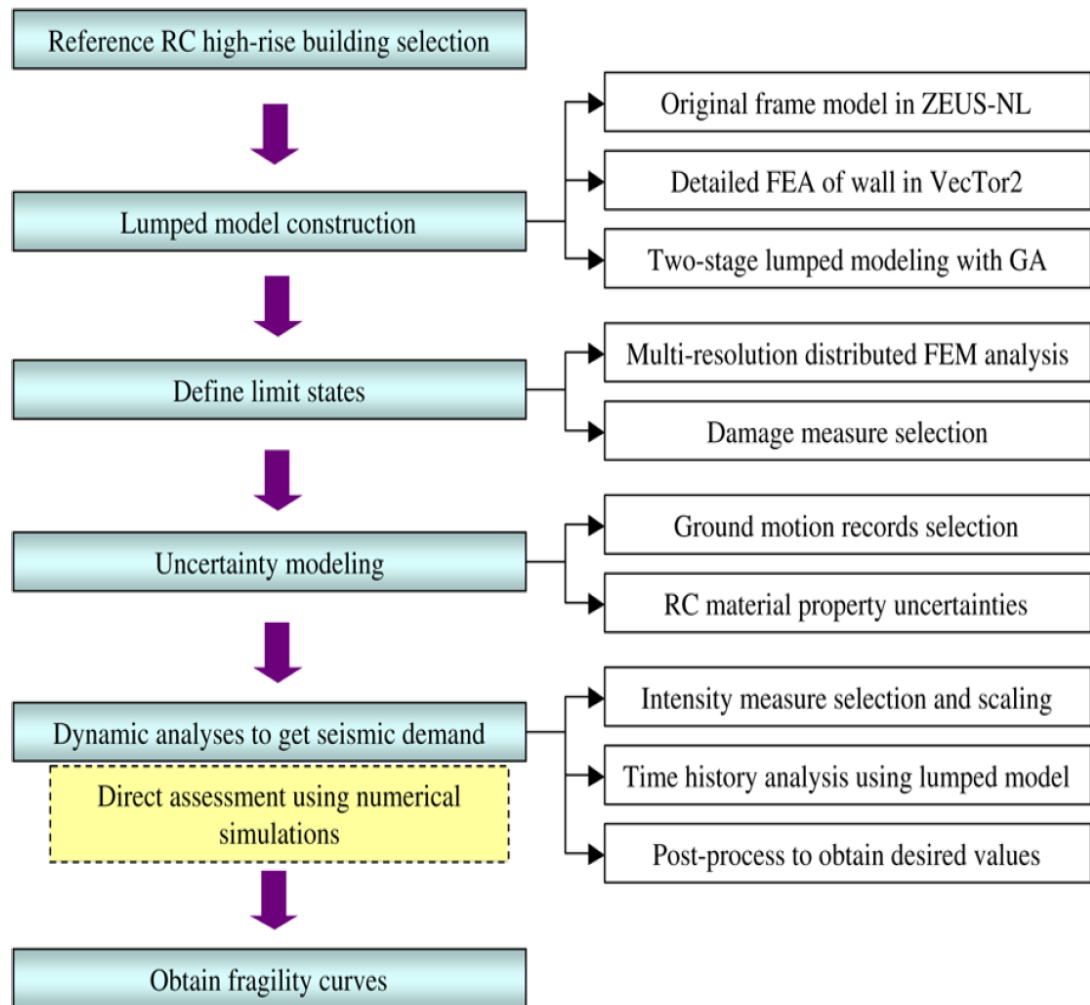 Reference RC high-rise building selection
Original frame model in ZEUS-NL
Detailed FEA of wall in VecTor2
Lumped model construction
Two-stage lumped modeling with GA
Multi-resolution distributed FEM analysis
Define limit states
Damage measure selection
Ground motion records selection
Uncertainty modeling
RC material property uncertainties
Intensity measure selection and scaling
Dynamic analyses to get seismic demand
Time history analysis using lumped model
Direct assessment using numerical
simulations
Post-process to obtain desired values
Obtain fragility curves